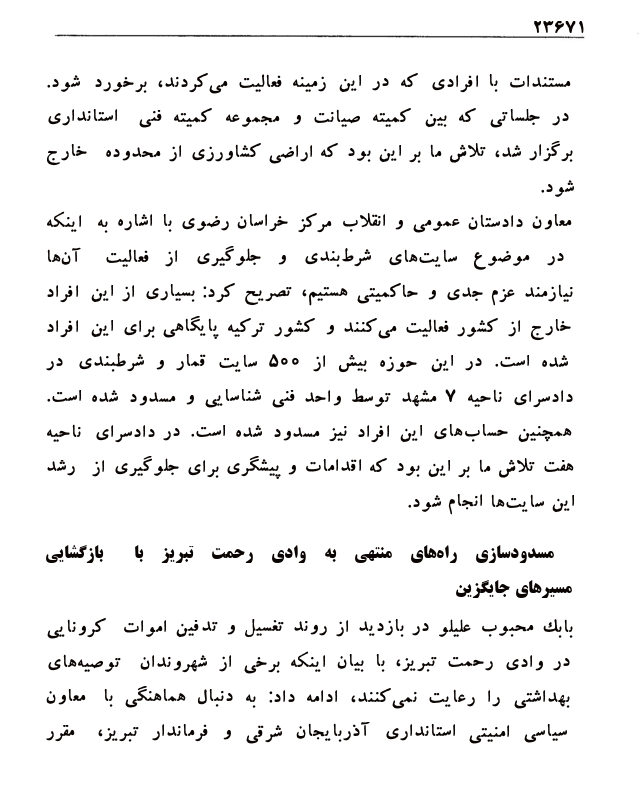 ۲۳۶۷۱
مستندات با افرادی که در این زمینه فعالیت می‌کردند، برخورد شود.
در جلساتی که بین کمیته صیانت و مجموعه کمیته فنی استانداری
برگزار شد، تلاش ما بر این بود که اراضی کشاورزی از محدوده خارج
شود.
معاون دادستان عمومی و انقلاب مرکز خراسان رضوی با اشاره به اینکه
در موضوع سایت‌های شرط‌بندی و جلوگیری از فعالیت آن‌ها
نیازمند عزم جدی و حاکمیتی هستیم، تصریح کرد: بسیاری از این افراد
خارج از کشور فعالیت می‌کنند و کشور ترکیه پایگاهی برای این افراد
شده است. در این حوزه بیش از ۵۰۰ سایت قمار و شرطبندی در
دادسرای ناحیه ۷ مشهد توسط واحد فنی شناسایی و مسدود شده است.
همچنین حساب‌های این افراد نیز مسدود شده است. در دادسرای ناحیه
هفت تلاش ما بر این بود که اقدامات و پیشگری برای جلوگیری از رشد
این سایت‌ها انجام شود.
مسدودسازی راه‌های منتهی به وادی رحمت تبریز با بازگشایی
مسیرهای جایگزین
بابك محبوب علیلو در بازدید از روند تغسیل و تدفین اموات کرونایی
در وادی رحمت تبریز، با بیان اینکه برخی از شهروندان توصیه‌های
بهداشتی را رعایت نمی‌کنند، ادامه داد: به دنبال هماهنگی با معاون
سیاسی امنیتی استانداری آذربایجان شرقی و فرماندار تبریز، مقرر